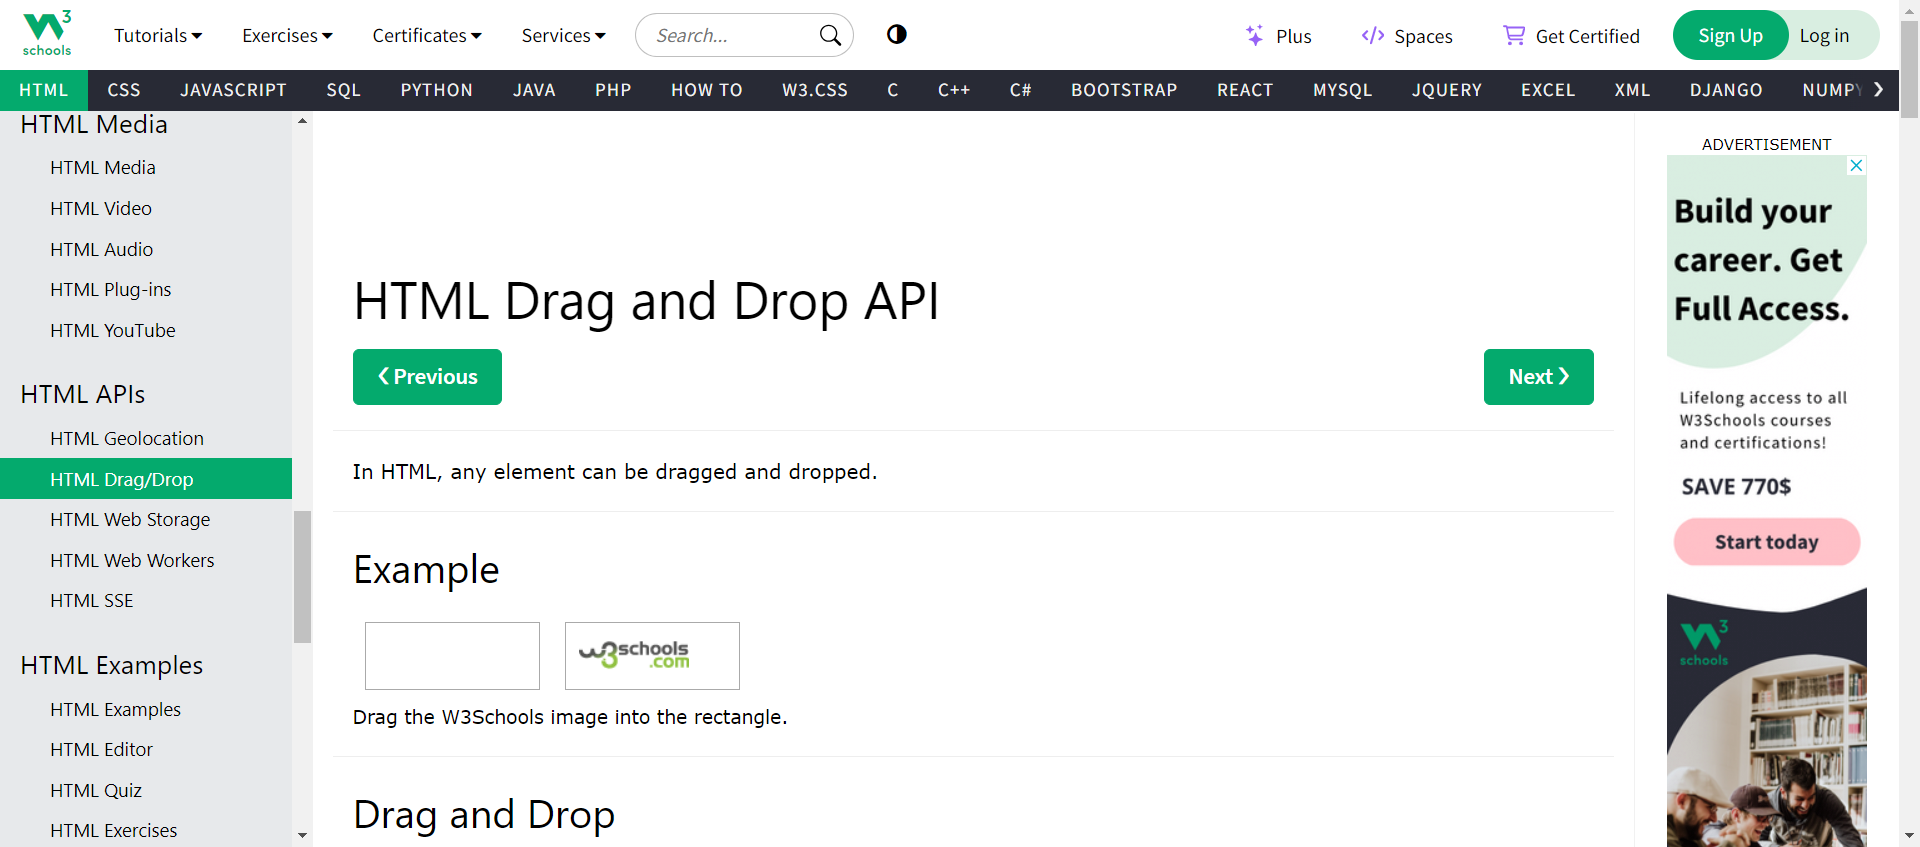 W3
schools
Tutorials
Exercises
Certificates
Services
Search...
Plus
Spaces
Get Certified
Sign Up
Log in
HTML
CSS
JAVASCRIPT
SQL
PYTHON
JAVA
PHP
HOW TO
W3.CSS
C
C++
C#
BOOTSTRAP
REACT
MYSQL
JQUERY
EXCEL
XML
DJANGO
NUMPY
HTML Media
HTML Media
HTML Video
HTML Audio
HTML Plug-ins
HTML YouTube
HTML APIs
HTML Geolocation
HTML Drag/Drop
HTML Web Storage
HTML Web Workers
HTML SSE
HTML Examples
HTML Examples
HTML Editor
HTML Quiz
HTML Exercises
HTML Drag and Drop API
❮ Previous
Next ❯
In HTML, any element can be dragged and dropped.
Example
w3schools
.com
Drag the W3Schools image into the rectangle.
Drag and Drop
ADVERTISEMENT
Build your
career. Get
Full Access.
Lifelong access to all
W3Schools courses
and certifications!
SAVE 770$
Start today
W3
schools